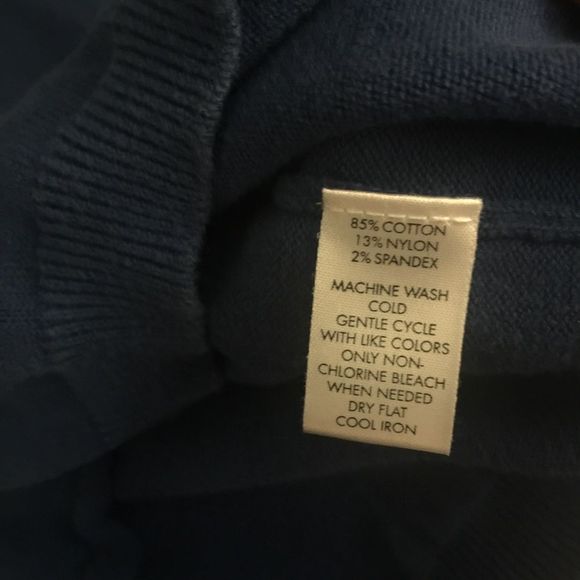 85% COTTON
13% NYLON
2% SPANDEX
MACHINE WASH
COLD
GENTLE CYCLE
WITH LIKE COLORS
ONLY NON-
CHLORINE BLEACH
WHEN NEEDED
DRY FLAT
COOL IRON